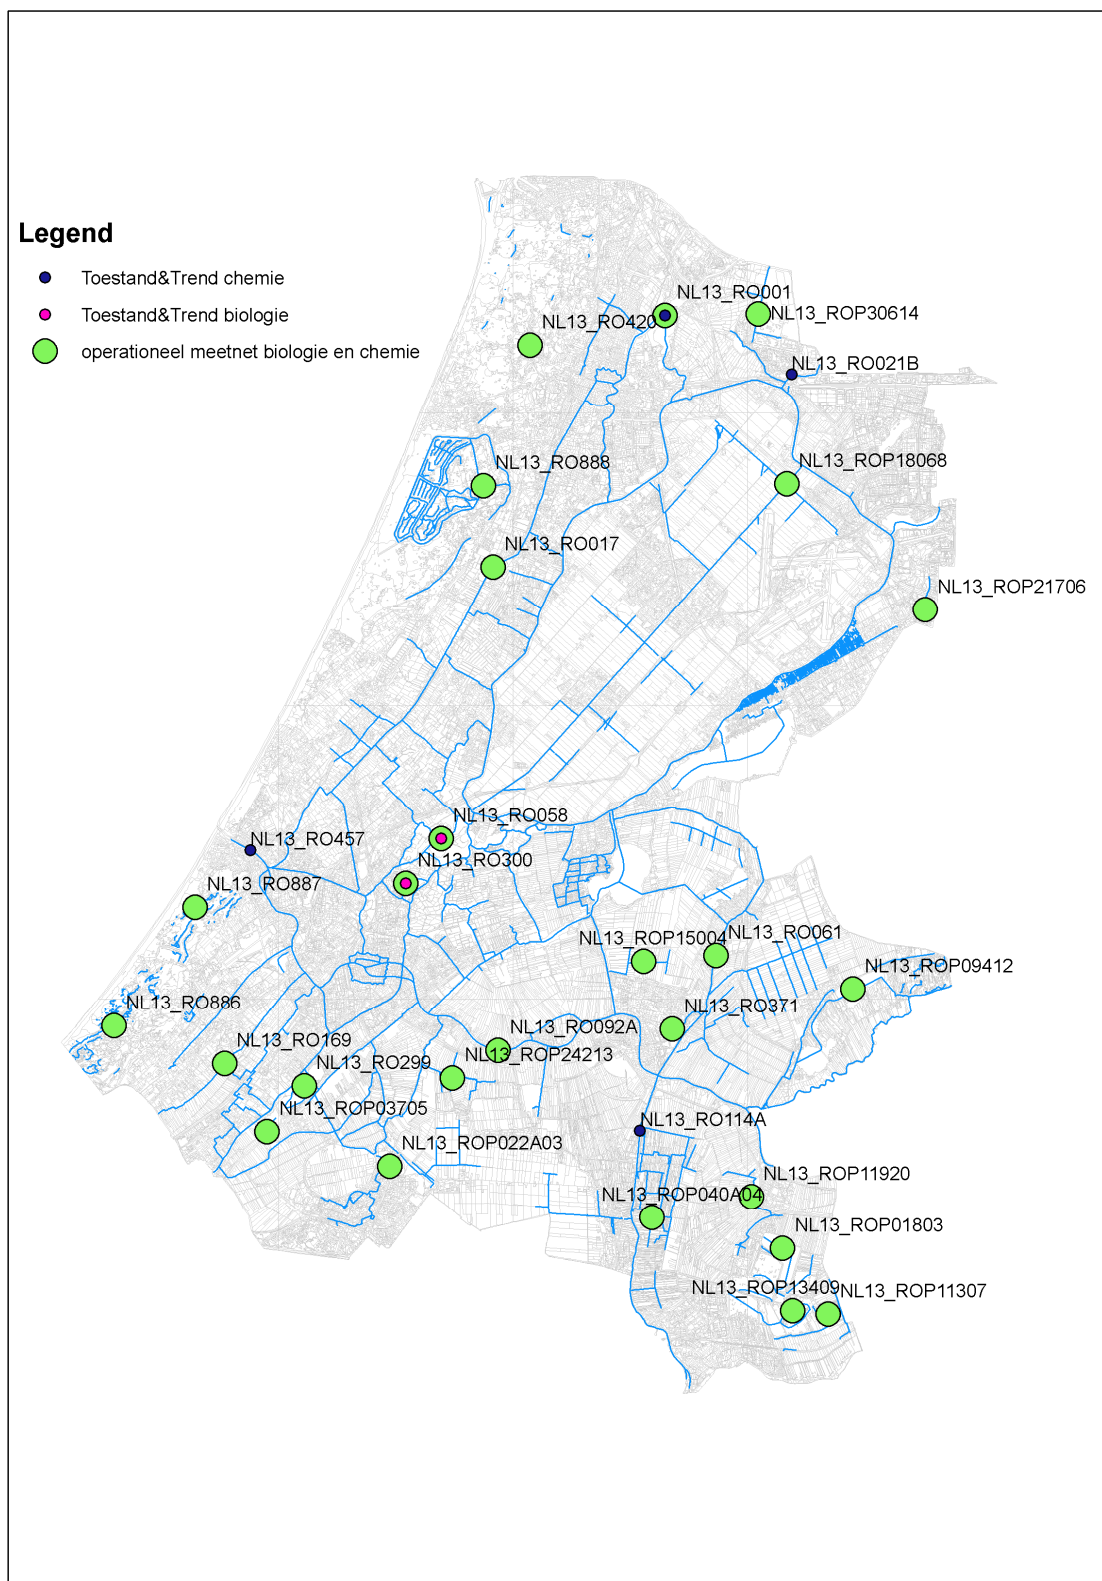 Legend
Toestand&Trend chemie
Toestand&Trend biologie
operationeel meetnet biologie en chemie
NL13_RO001
NL13_ROP30614
NL13_RO420
NL13_RO021B
NL13_RO888
NL13_ROP18068
NL13_RO017
NL13_ROP21706
NL13_RO058
NL13_RO457
NL13_RO300
NL13_RO887
NL13_ROP15004
NL13_RO061
NL13_ROP09412
NL13_RO886
NL13_RO371
NL13_RO092A
NL13_RO169
NL13_RO299
NL13_ROP24213
NL13_ROP03705
NL13_RO114A
NL13_ROP022A03
NL13_ROP11920
NL13_ROP040A04
NL13_ROP01803
NL13_ROP13409
NL13_ROP11307